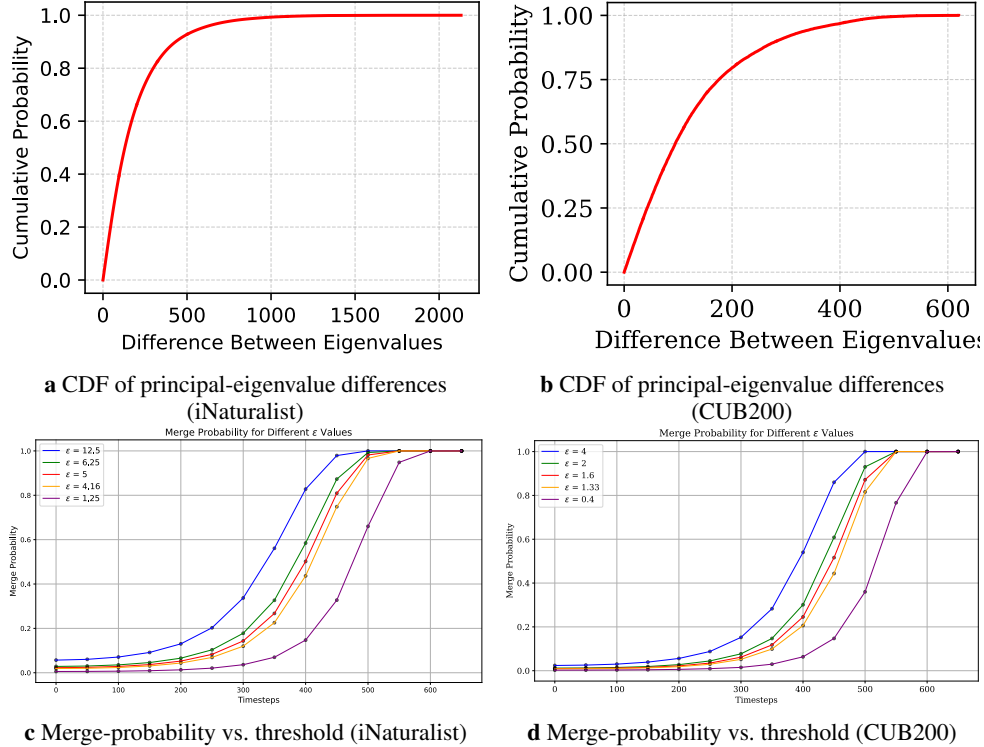 1.0
0.8
0.6
0.4
0.2
0.0
Cumulative Probability
0
500
1000
1500
2000
Difference Between Eigenvalues
a CDF of principal-eigenvalue differences
(iNaturalist)
1.00
0.75
0.50
0.25
0.00
Cumulative Probability
0
200
400
600
Difference Between Eigenvalues
b CDF of principal-eigenvalue differences
(CUB200)
Merge Probability for Different ε Values
ε = 12,5
ε = 6,25
ε = 5
ε = 4,16
ε = 1,25
1.0
0.8
0.6
0.4
0.2
0.0
Merge Probability
0
100
200
300
400
500
600
Timesteps
c Merge-probability vs. threshold (iNaturalist)
Merge Probability for Different ε Values
ε = 4
ε = 2
ε = 1.6
ε = 1.33
ε = 0.4
1.0
0.8
0.6
0.4
0.2
0.0
Merge Probability
0
100
200
300
400
500
600
Timesteps
d Merge-probability vs. threshold (CUB200)